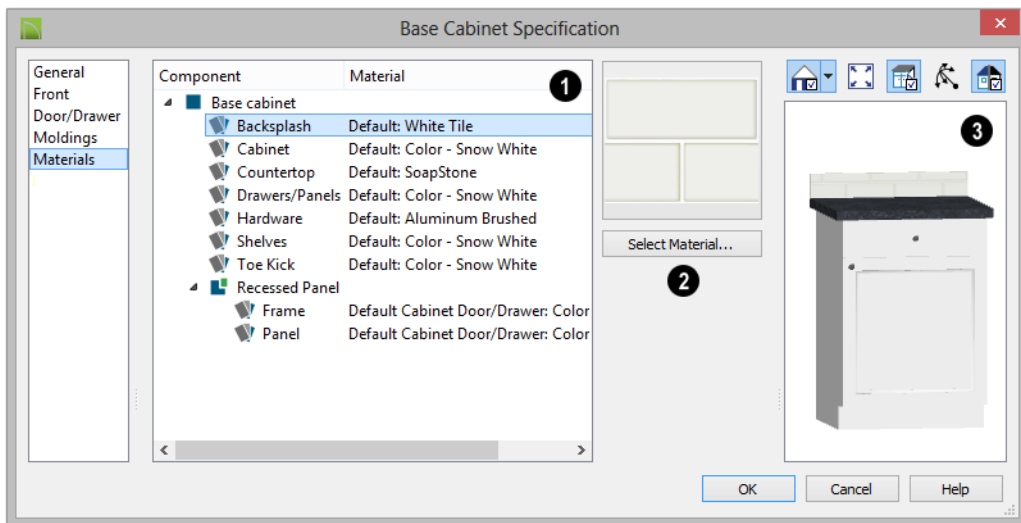 Base Cabinet Specification
General
Front
Door/Drawer
Moldings
Materials
Component Material
1
Base cabinet
Backsplash Default: White Tile
Cabinet Default: Color - Snow White
Countertop Default: SoapStone
Drawers/Panels Default: Color - Snow White
Hardware Default: Aluminum Brushed
Shelves Default: Color - Snow White
Toe Kick Default: Color - Snow White
Recessed Panel
Frame Default Cabinet Door/Drawer: Color
Panel Default Cabinet Door/Drawer: Color
Select Material...
2
3
OK Cancel Help